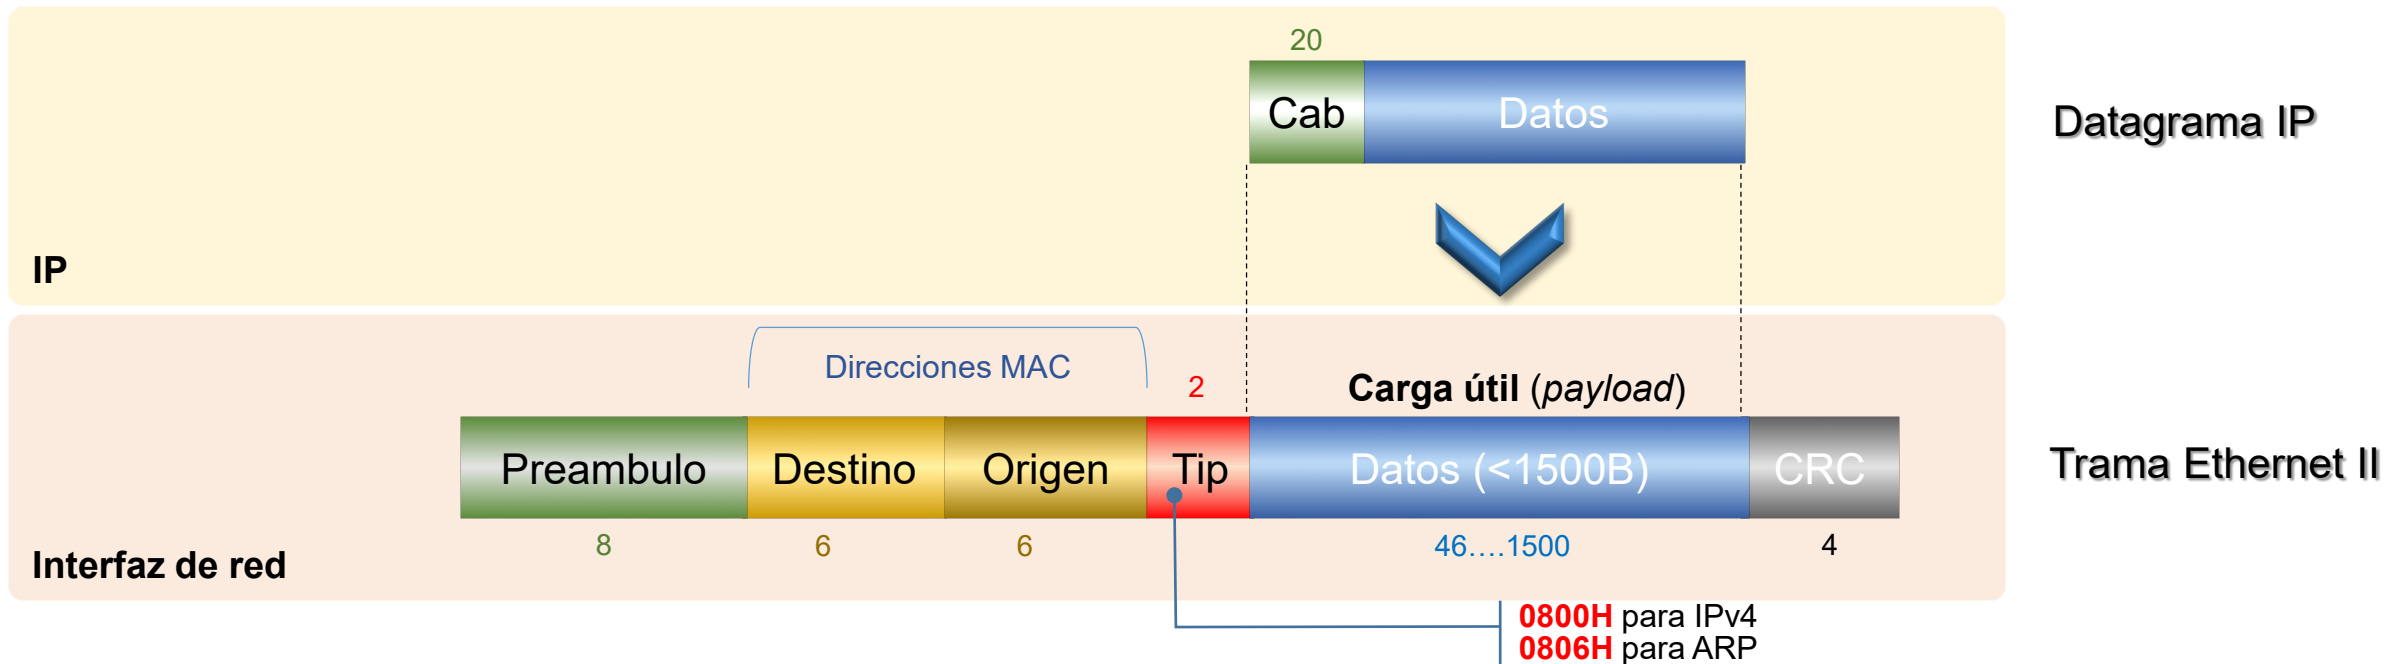 20
Cab Datos
Datagrama IP
IP
Direcciones MAC
2
Carga útil (payload)
Preambulo Destino Origen Tip Datos (<1500B) CRC
Trama Ethernet II
8 6 6 46....1500 4
Interfaz de red
0800H para IPv4
0806H para ARP